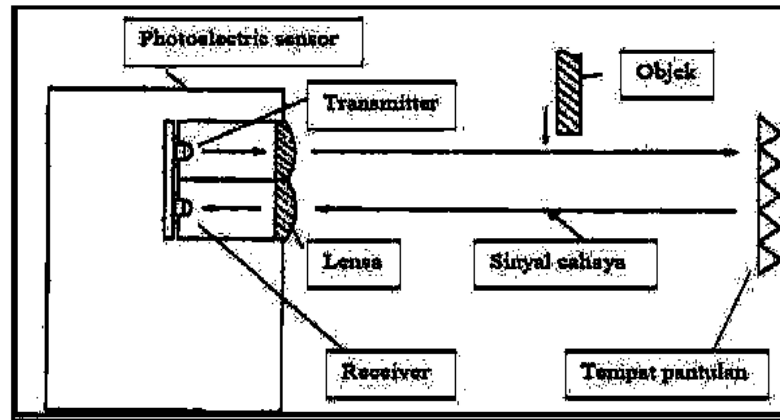 Photoelectric sensor
Objek
Transmitter
Lensa
Sinyal cahaya
Receiver
Tempat pantulan